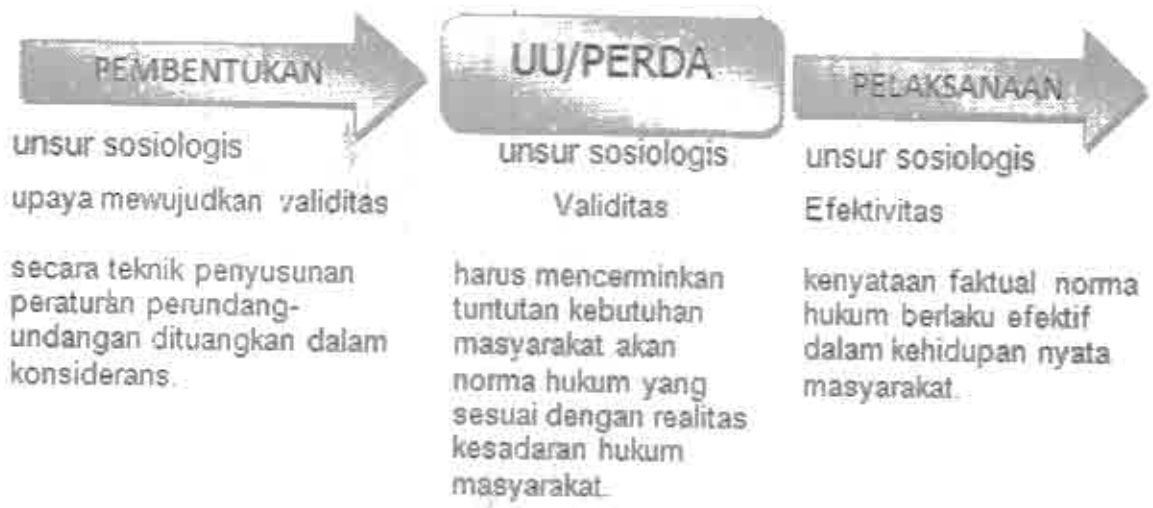 PEMBENTUKAN
unsur sosiologis
upaya mewujudkan validitas
secara teknik penyusunan
peraturan perundang-
undangan dituangkan dalam
konsiderans.
UU/PERDA
unsur sosiologis
Validitas
harus mencerminkan
tuntutan kebutuhan
masyarakat akan
norma hukum yang
sesuai dengan realitas
kesadaran hukum
masyarakat.
PELAKSANAAN
unsur sosiologis
Efektivitas
kenyataan faktual norma
hukum berlaku efektif
dalam kehidupan nyata
masyarakat.